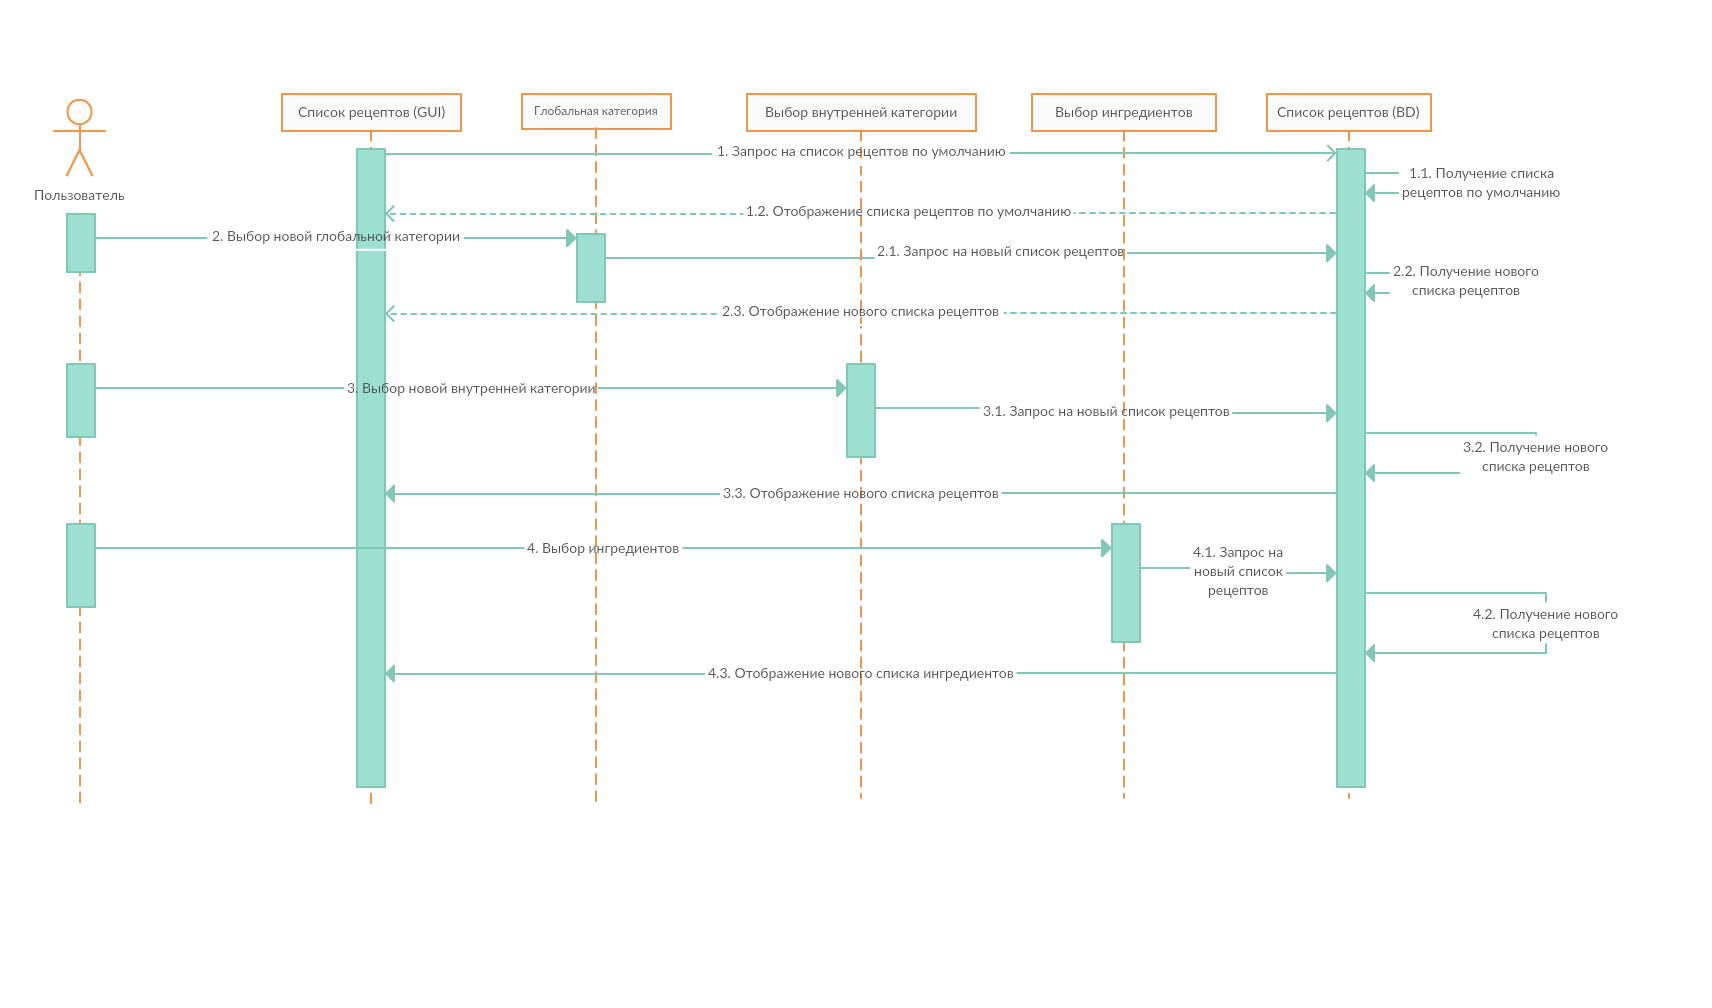 Список рецептов (GUI)
Глобальная категория
Выбор внутренней категории
Выбор ингредиентов
Список рецептов (BD)
Пользователь
1. Запрос на список рецептов по умолчанию
1.1. Получение списка
рецептов по умолчанию
1.2. Отображение списка рецептов по умолчанию
2. Выбор новой глобальной категории
2.1. Запрос на новый список рецептов
2.2. Получение нового
списка рецептов
2.3. Отображение нового списка рецептов
3. Выбор новой внутренней категории
3.1. Запрос на новый список рецептов
3.2. Получение нового
списка рецептов
3.3. Отображение нового списка рецептов
4. Выбор ингредиентов
4.1. Запрос на
новый список
рецептов
4.2. Получение нового
списка рецептов
4.3. Отображение нового списка ингредиентов